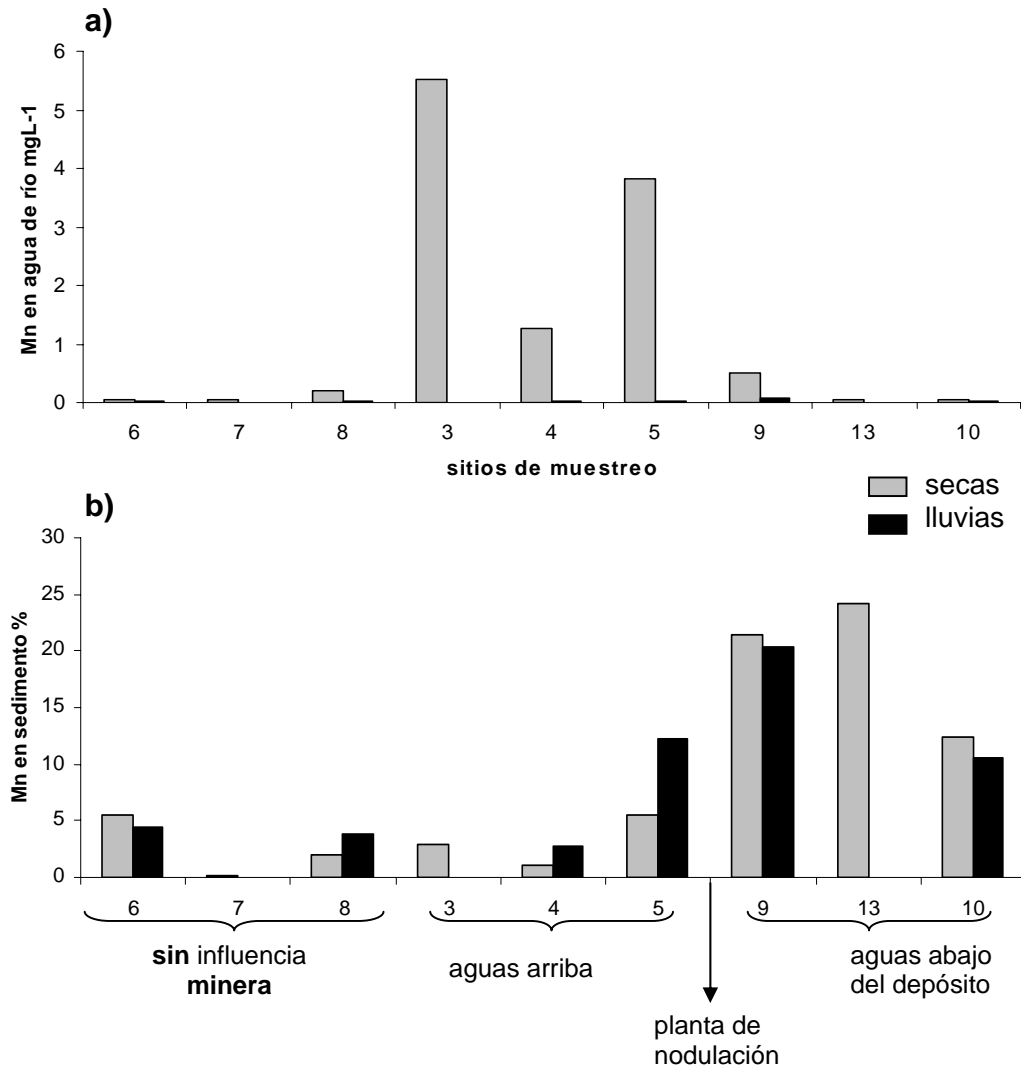 a)
Mn en agua de río mgL-1
6
5
4
3
2
1
0
6 7 8 3 4 5 9 13 10
sitios de muestreo
secas
lluvias
b)
Mn en sedimento %
30
25
20
15
10
5
0
6 7 8 3 4 5 9 13 10
sin influencia
minera
aguas arriba
aguas abajo
del depósito
planta de
nodulación